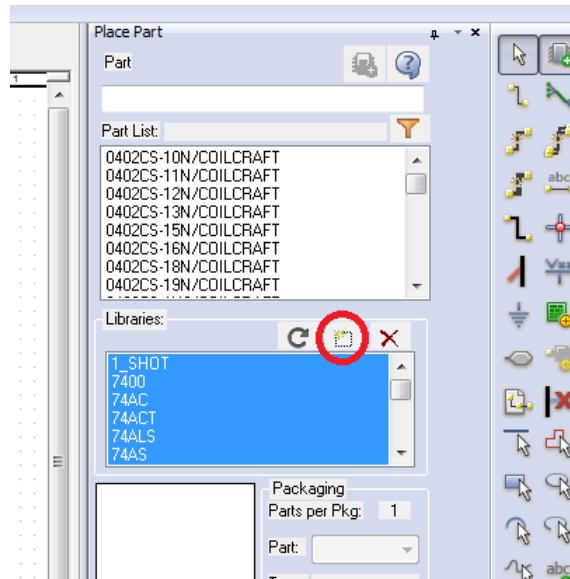 Place Part
Part
1
Part List:
0402CS-10N/COILCRAFT
0402CS-11N/COILCRAFT
0402CS-12N/COILCRAFT
0402CS-13N/COILCRAFT
0402CS-15N/COILCRAFT
0402CS-16N/COILCRAFT
0402CS-18N/COILCRAFT
0402CS-19N/COILCRAFT
abc
Libraries:
1_SHOT
7400
74AC
74ACT
74ALS
74AS
Packaging
Parts per Pkg: 1
Part:
abc